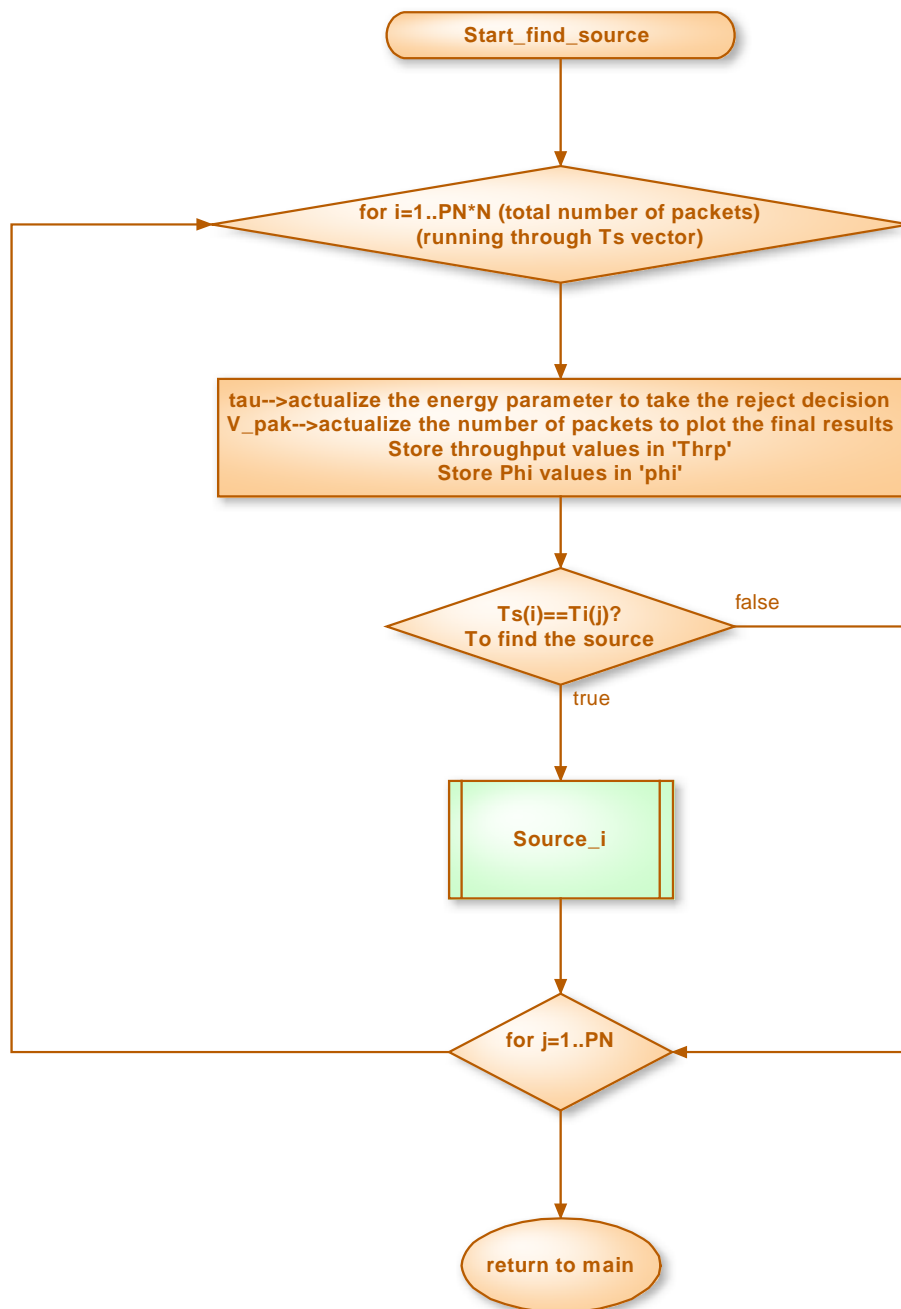 Start_find_source
for i=1..PN*N (total number of packets)
(running through Ts vector)
tau-->actualize the energy parameter to take the reject decision
V_pak-->actualize the number of packets to plot the final results
Store throughput values in 'Thrp'
Store Phi values in 'phi'
Ts(i)==Ti(j)?
To find the source
false
true
Source_i
for j=1..PN
return to main